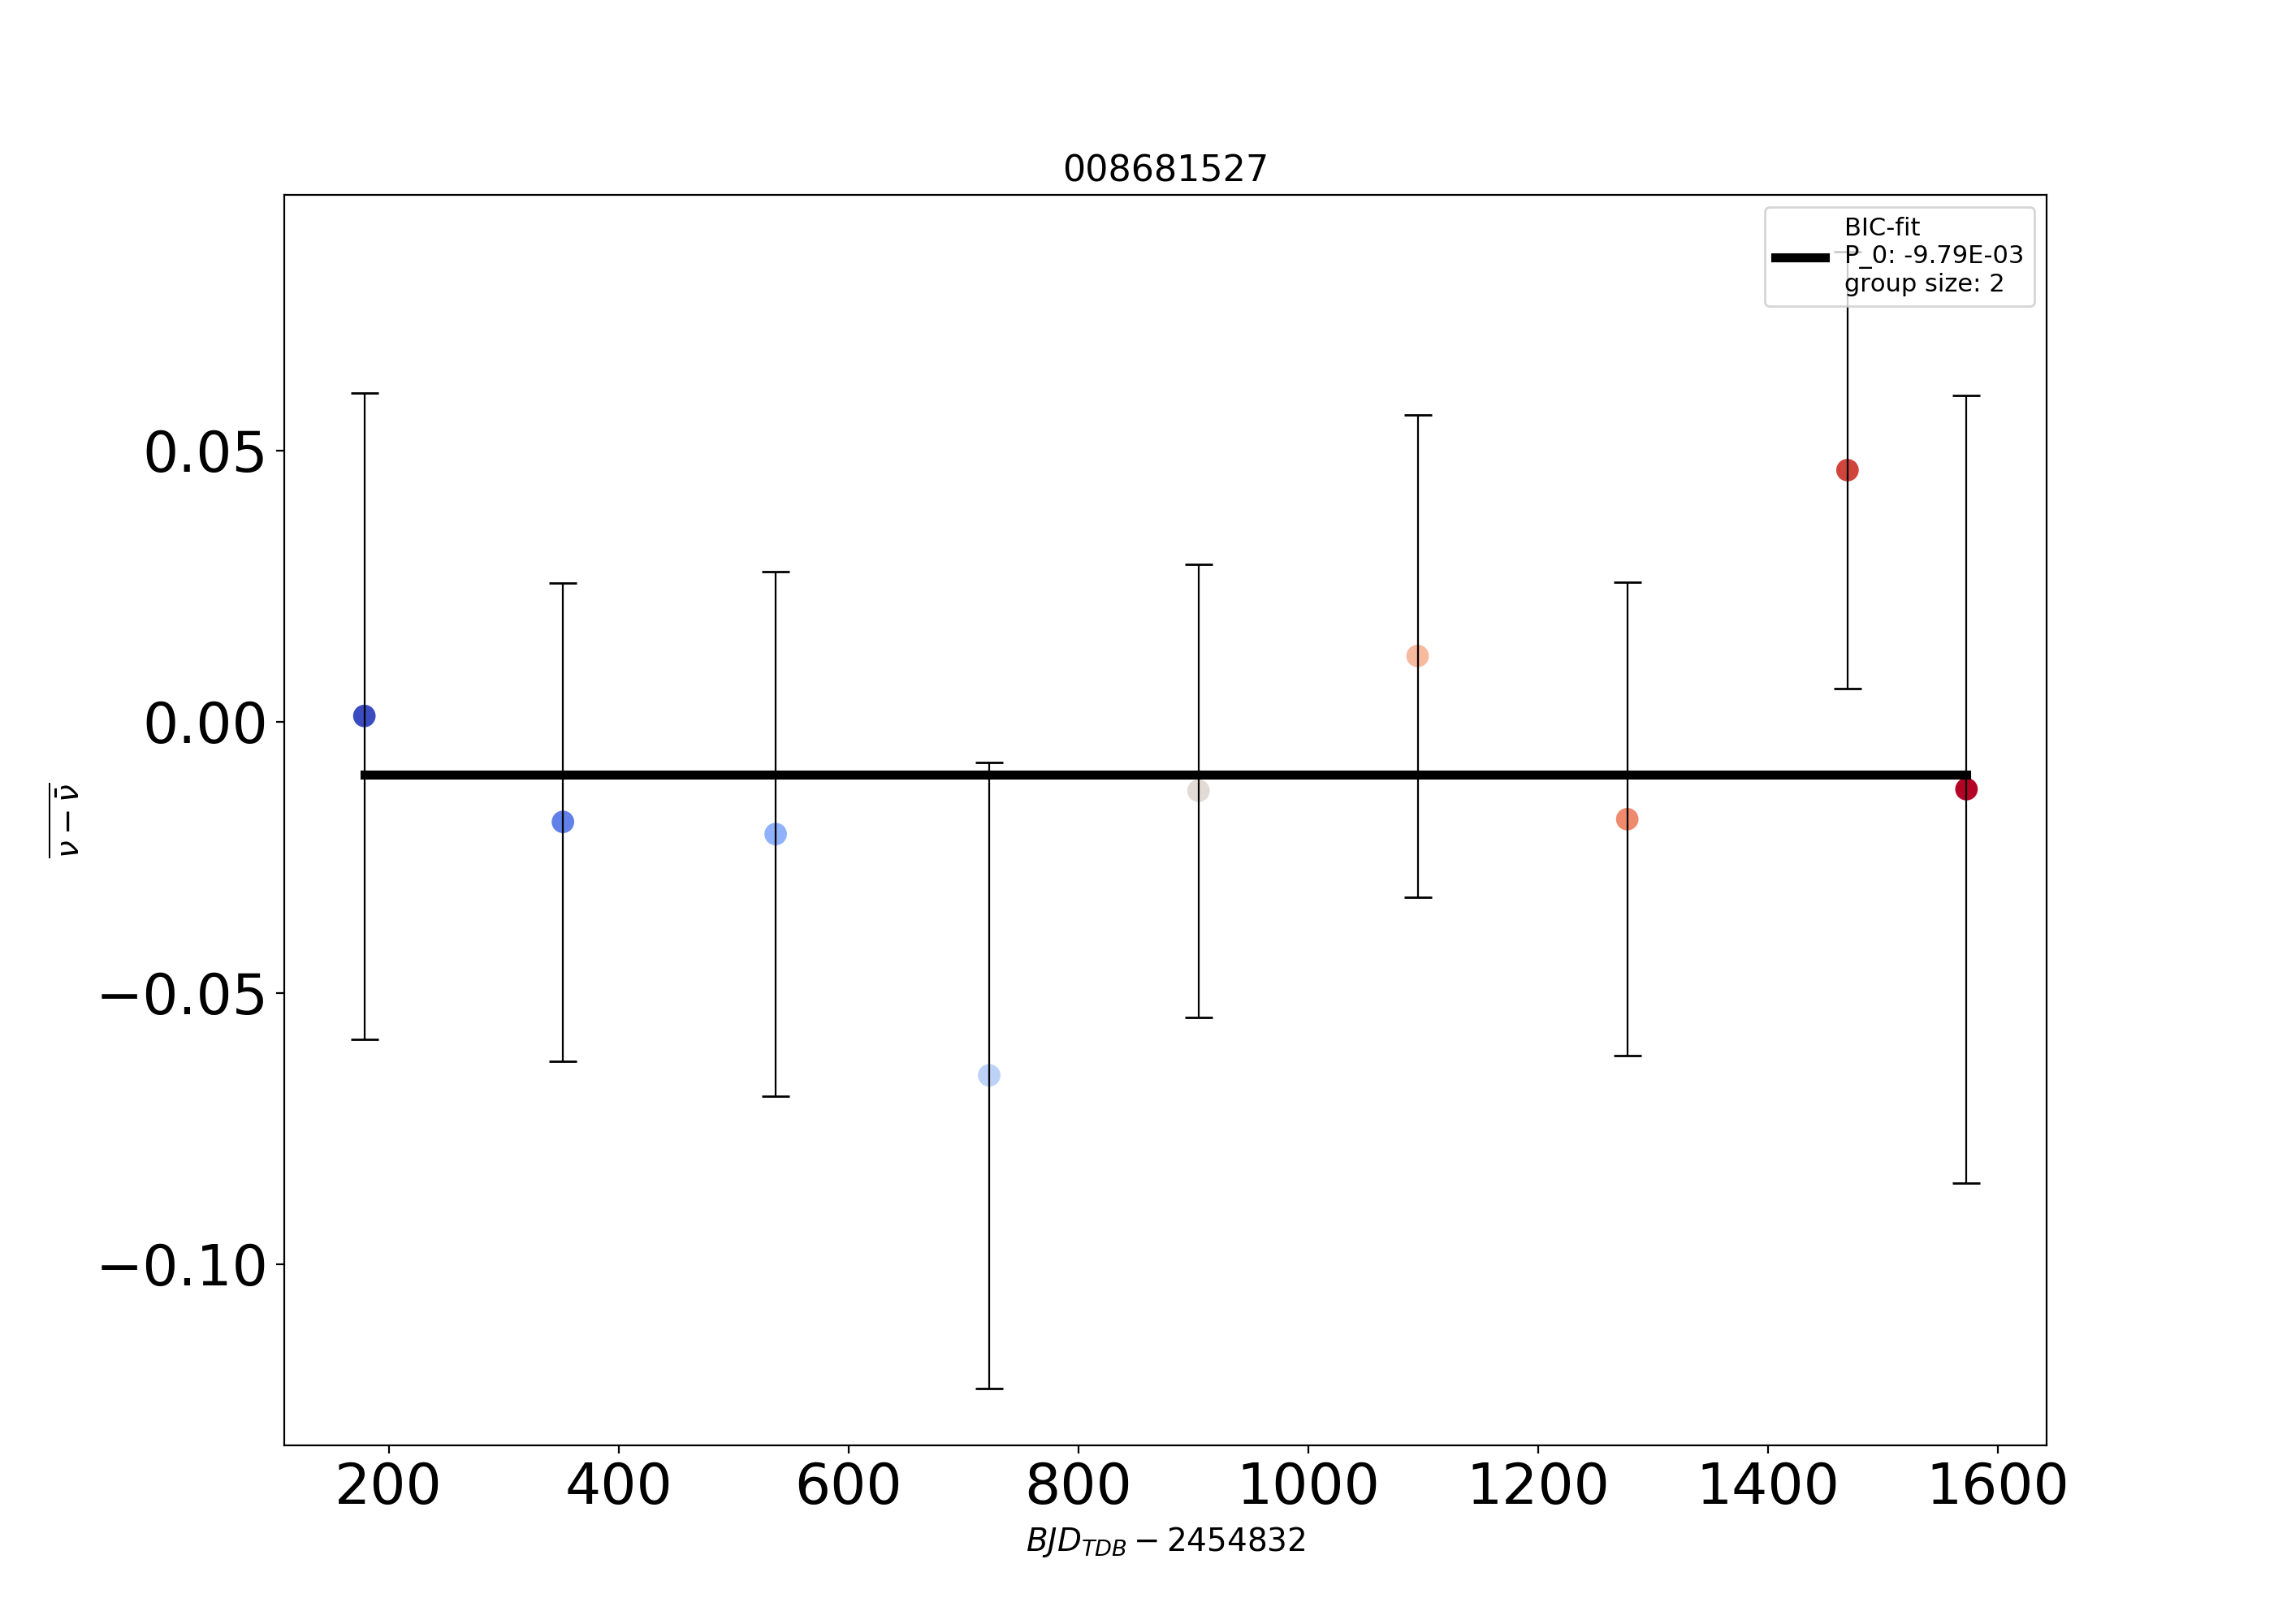 008681527
BIC-fit
P_0: -9.79E-03
group size: 2
0.05
0.00
−0.05
−0.10
ν − ν̄
200 400 600 800 1000 1200 1400 1600
BJD_TDB − 2454832